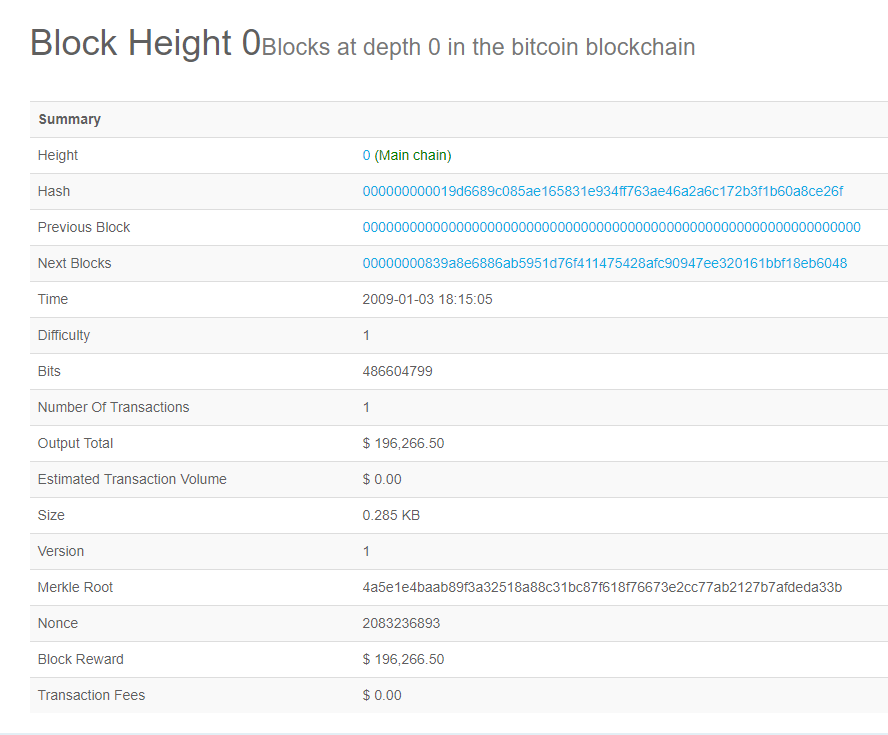 Block Height 0Blocks at depth 0 in the bitcoin blockchain
Summary
Height 0 (Main chain)
Hash 000000000019d6689c085ae165831e934ff763ae46a2a6c172b3f1b60a8ce26f
Previous Block 0000000000000000000000000000000000000000000000000000000000000000
Next Blocks 00000000839a8e6886ab5951d76f411475428afc90947ee320161bbf18eb6048
Time 2009-01-03 18:15:05
Difficulty 1
Bits 486604799
Number Of Transactions 1
Output Total $ 196,266.50
Estimated Transaction Volume $ 0.00
Size 0.285 KB
Version 1
Merkle Root 4a5e1e4baab89f3a32518a88c31bc87f618f76673e2cc77ab2127b7afdeda33b
Nonce 2083236893
Block Reward $ 196,266.50
Transaction Fees $ 0.00